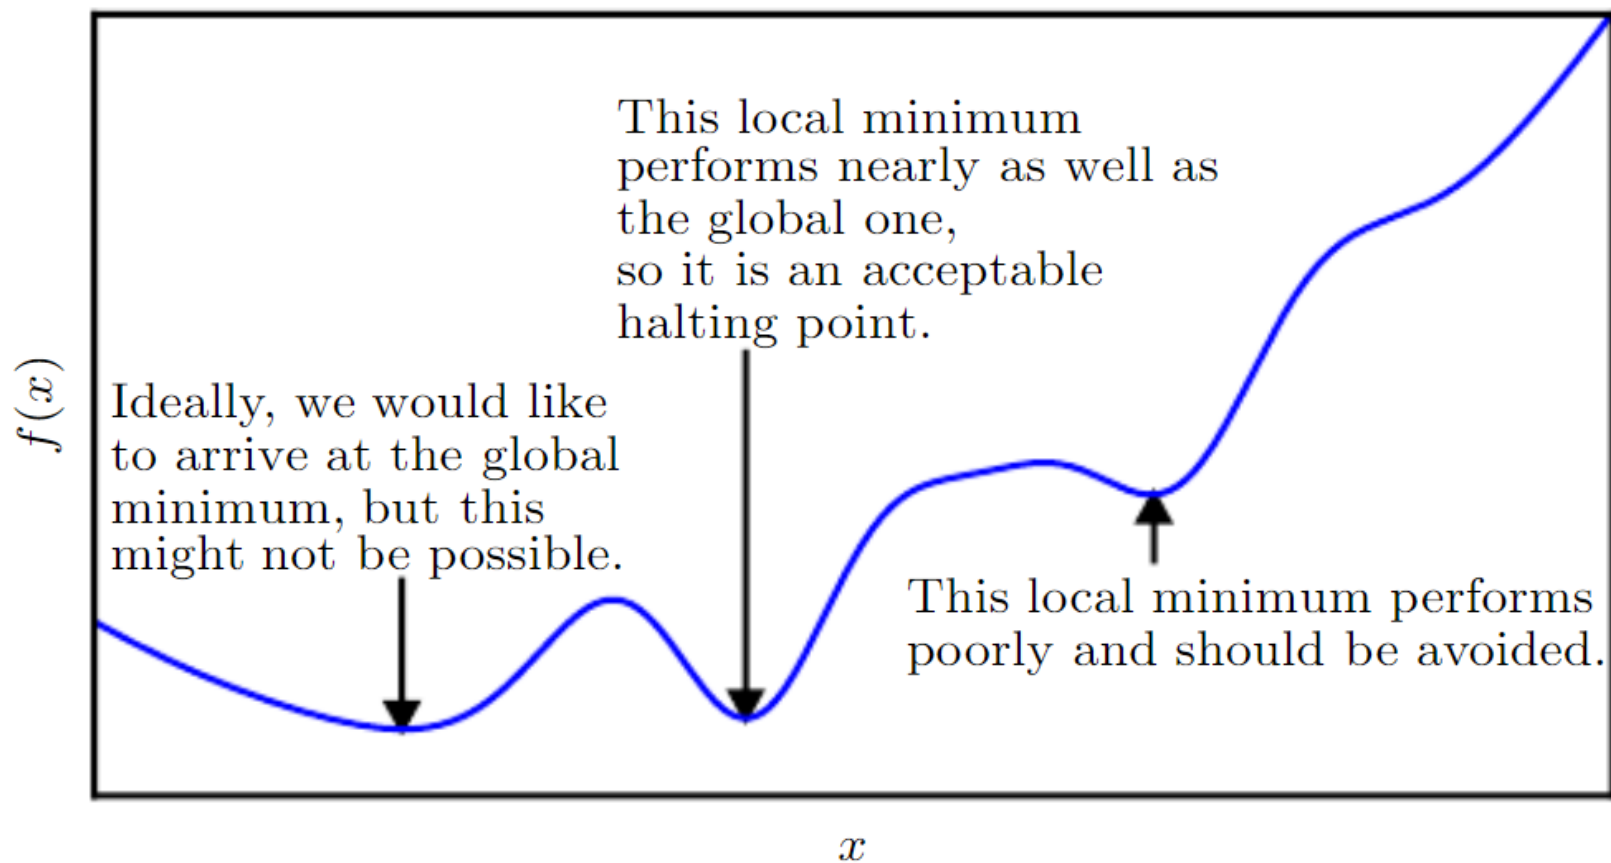 This local minimum
performs nearly as well as
the global one,
so it is an acceptable
halting point.
Ideally, we would like
to arrive at the global
minimum, but this
might not be possible.
This local minimum performs
poorly and should be avoided.
f(x)
x